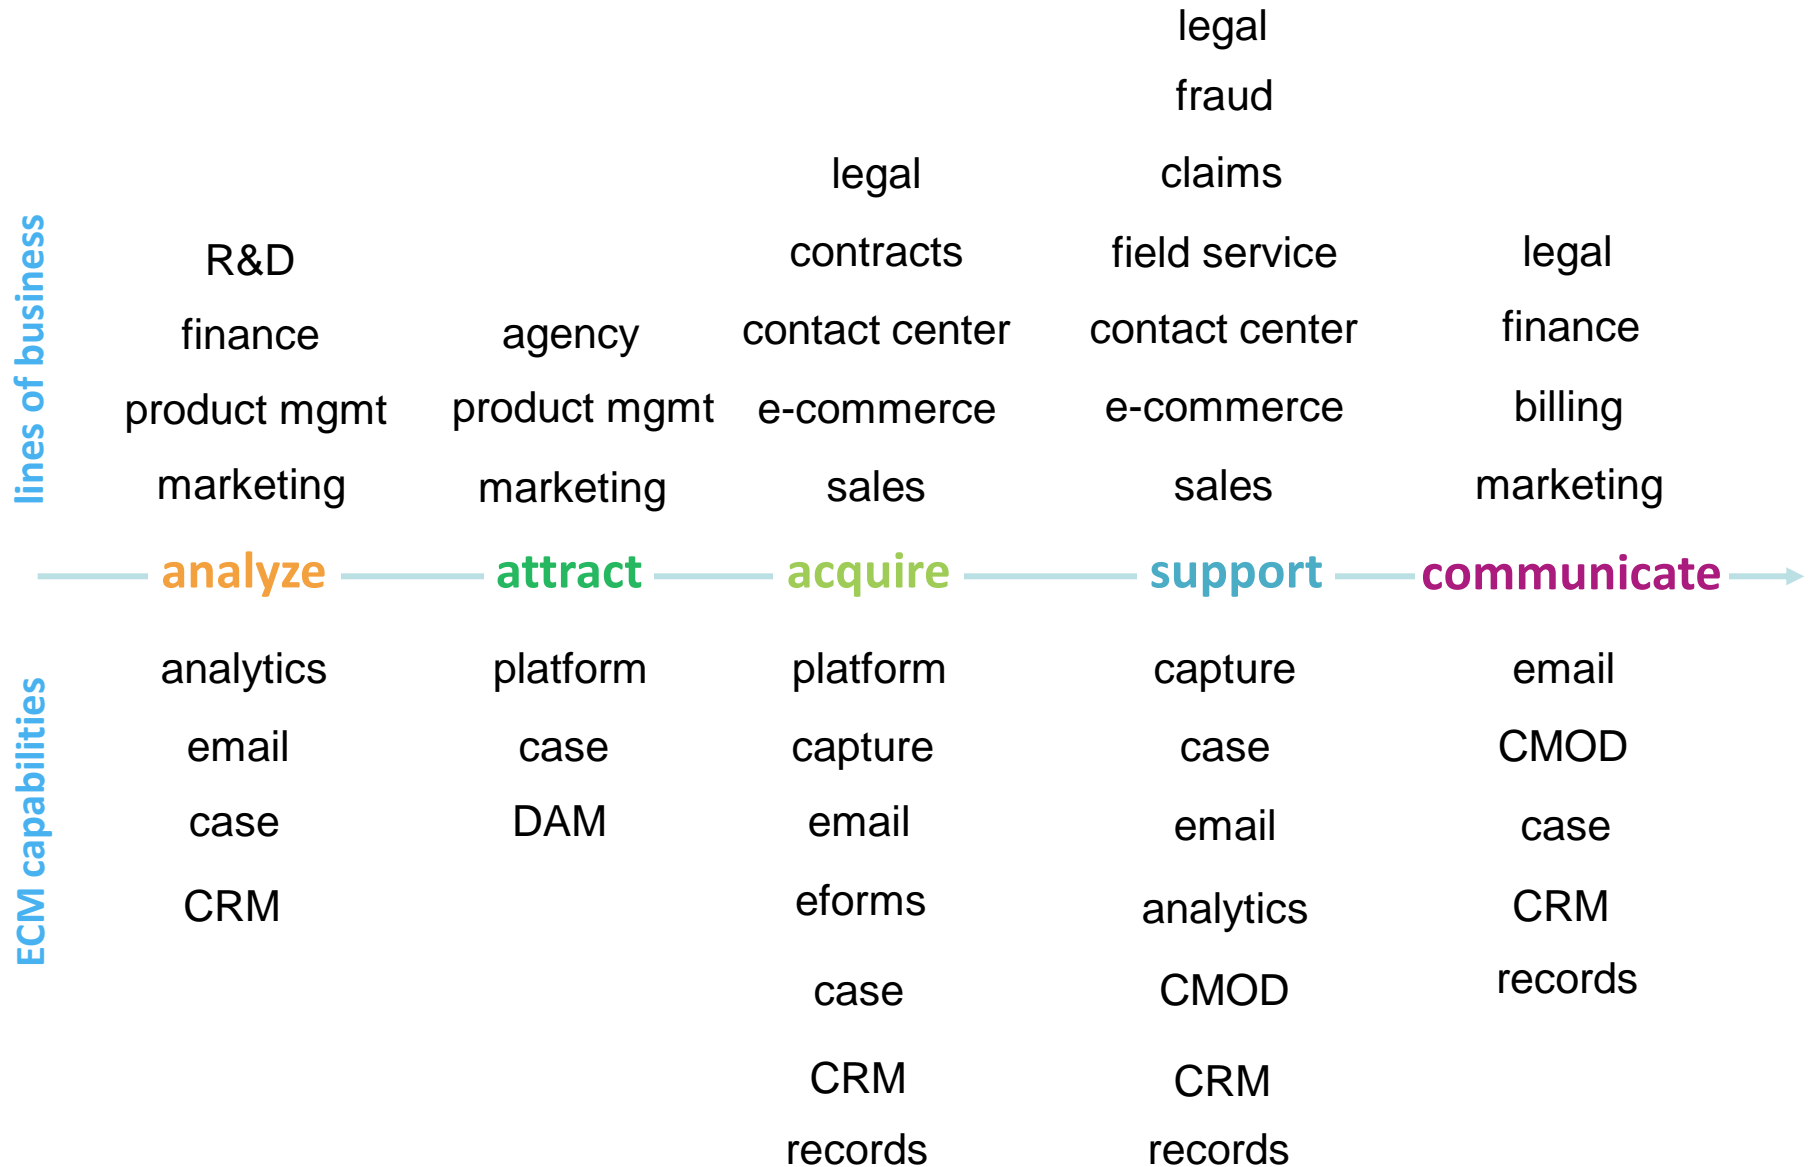 lines of business
R&D
finance
product mgmt
marketing
agency
product mgmt
marketing
legal
contracts
contact center
e-commerce
sales
legal
fraud
claims
field service
contact center
e-commerce
sales
legal
finance
billing
marketing
analyze
attract
acquire
support
communicate
ECM capabilities
analytics
email
case
CRM
platform
case
DAM
platform
capture
email
eforms
case
CRM
records
capture
case
email
analytics
CMOD
CRM
records
email
CMOD
case
CRM
records